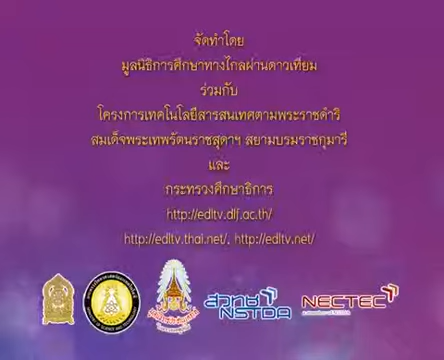 จัดทำโดย
มูลนิธิการศึกษาทางไกลผ่านดาวเทียม
ร่วมกับ
โครงการเทคโนโลยีสารสนเทศตามพระราชดำริ
สมเด็จพระเทพรัตนราชสุดาฯ สยามบรมราชกุมารี
และ
กระทรวงศึกษาธิการ
http://edltv.dlf.ac.th/
http://edltv.thai.net/, http://edltv.net/
สวทช
NSTDA
NECTEC